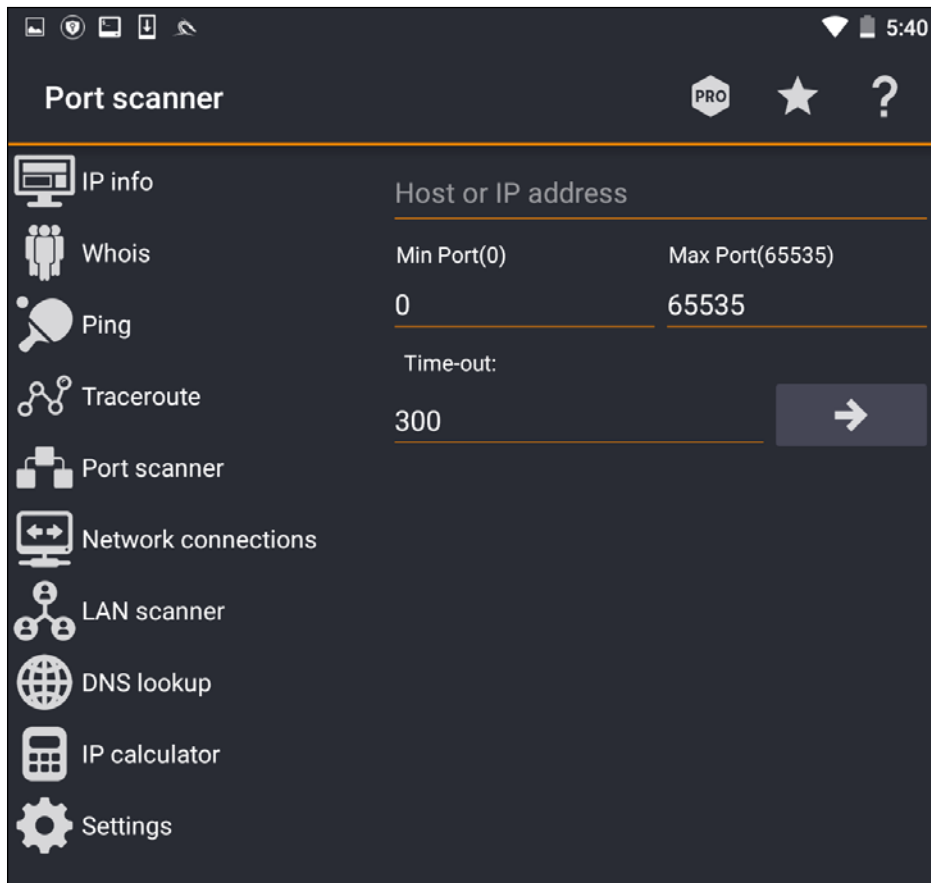 5:40
Port scanner
PRO
?
IP info
Whois
Ping
Traceroute
Port scanner
Network connections
LAN scanner
DNS lookup
IP calculator
Settings
Host or IP address
Min Port(0) Max Port(65535)
0 65535
Time-out:
300